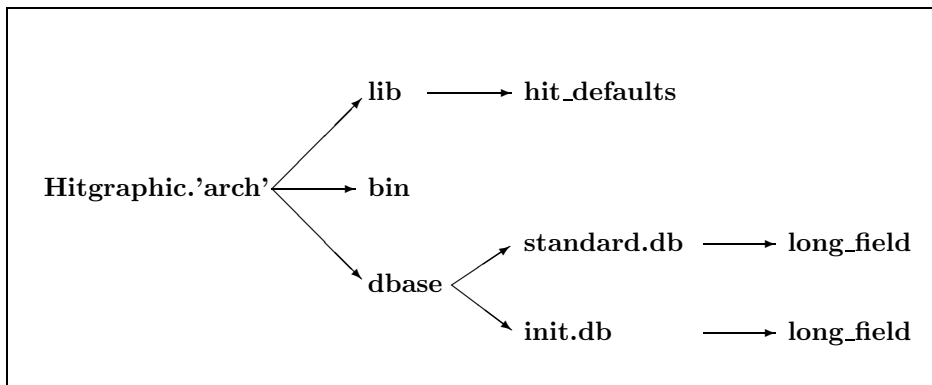 lib hit_defaults
Hitgraphic.'arch' bin
standard.db long_field
dbase
init.db long_field